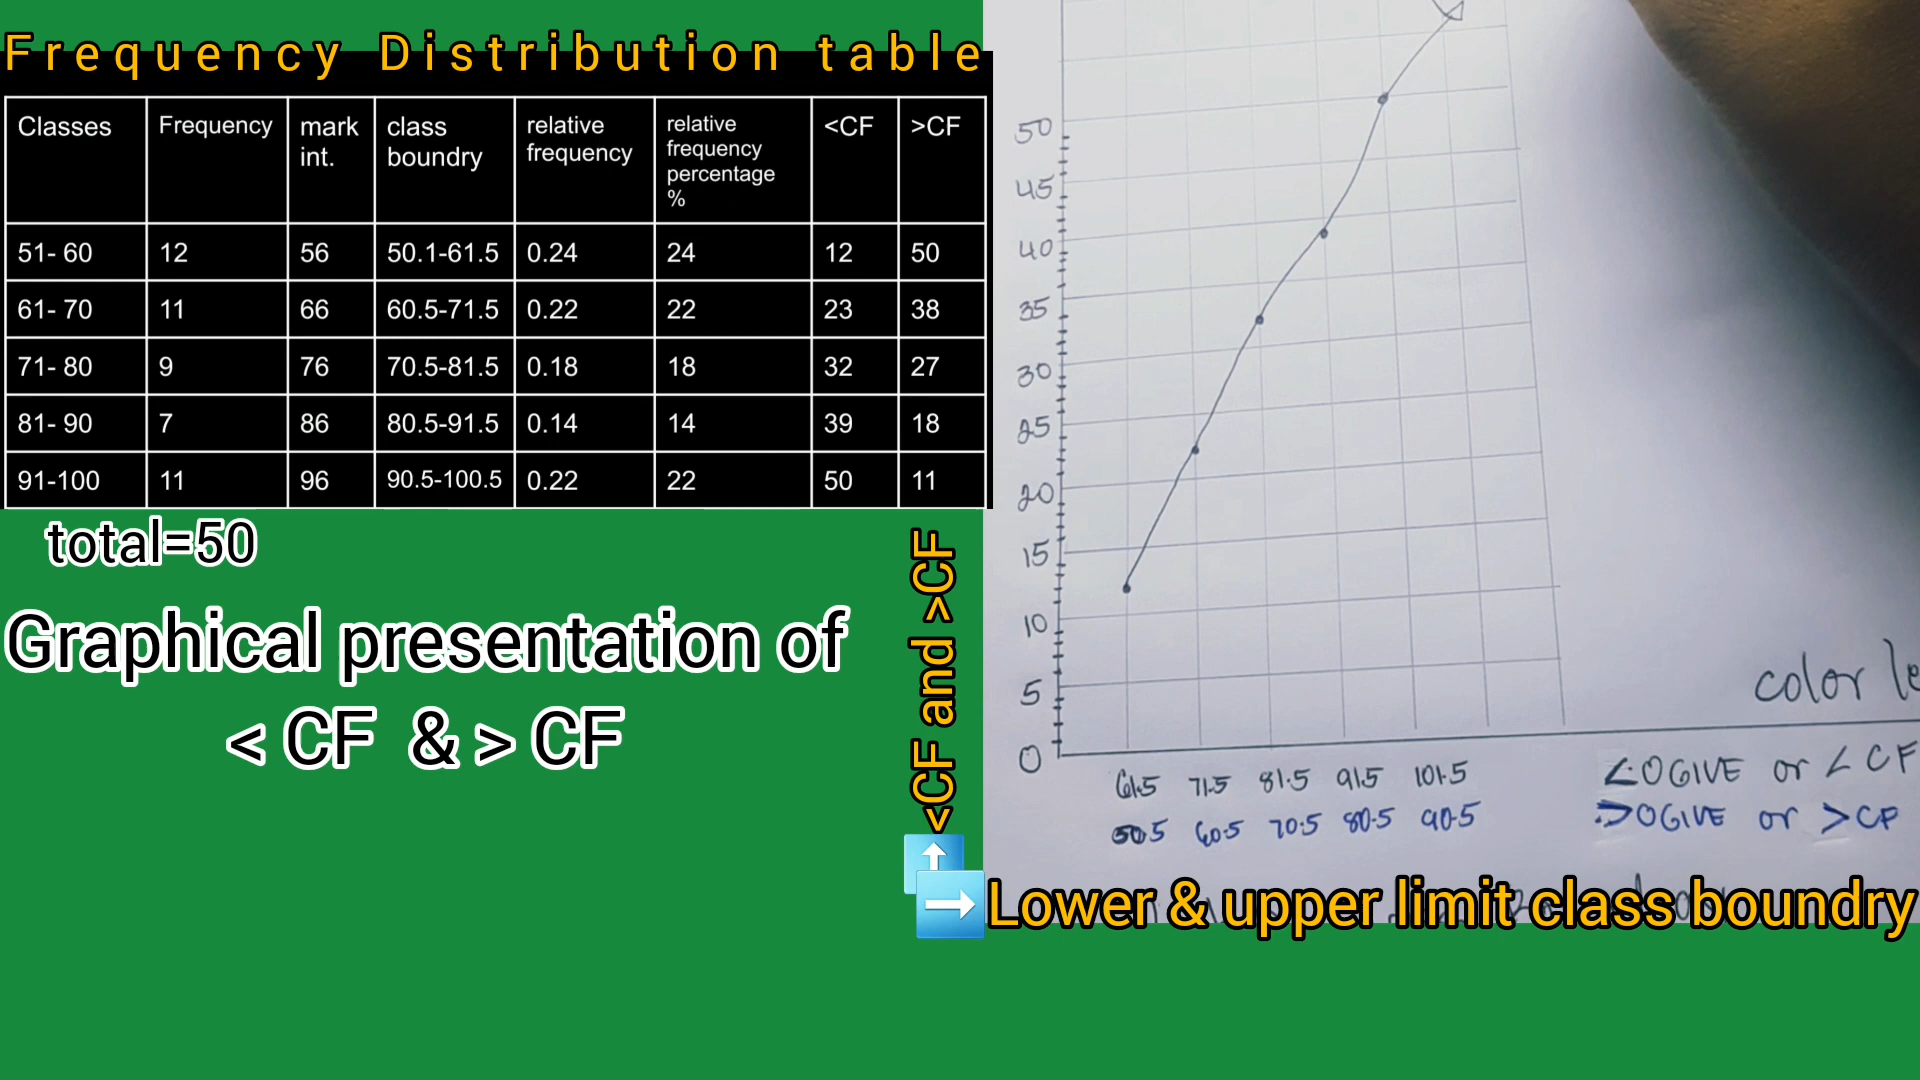 Frequency Distribution table
Classes Frequency mark int. class boundry relative frequency relative frequency percentage % <CF >CF
51- 60 12 56 50.1-61.5 0.24 24 12 50
61- 70 11 66 60.5-71.5 0.22 22 23 38
71- 80 9 76 70.5-81.5 0.18 18 32 27
81- 90 7 86 80.5-91.5 0.14 14 39 18
91-100 11 96 90.5-100.5 0.22 22 50 11
total=50
Graphical presentation of
< CF & > CF
<CF and >CF
50
45
40
35
30
25
20
15
10
5
0
61.5 71.5 81.5 91.5 101.5
50.5 60.5 70.5 80.5 90.5
color le
<OGIVE or <CF
>OGIVE or >CF
Lower & upper limit class boundry